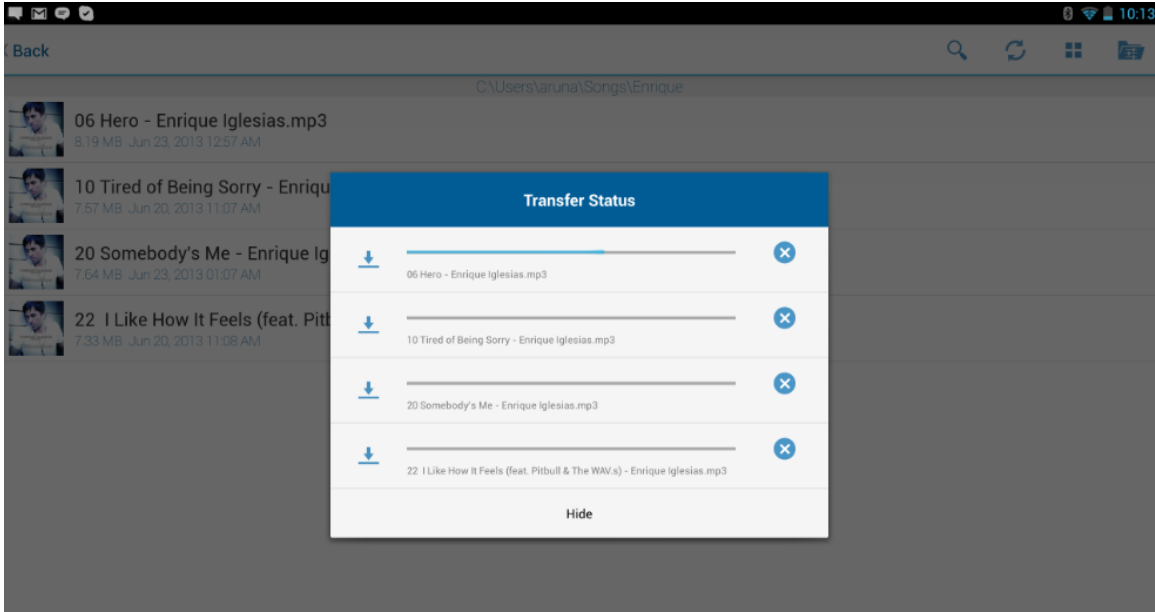 10:13
Back
C:\Users\aruna\Songs\Enrique
06 Hero - Enrique Iglesias.mp3
8.19 MB Jun 23, 2013 12:57 AM
10 Tired of Being Sorry - Enriqu
7.57 MB Jun 20, 2013 11:07 AM
20 Somebody's Me - Enrique Ig
7.64 MB Jun 23, 2013 01:07 AM
22 I Like How It Feels (feat. Pitb
7.33 MB Jun 20, 2013 11:08 AM
Transfer Status
06 Hero - Enrique Iglesias.mp3
10 Tired of Being Sorry - Enrique Iglesias.mp3
20 Somebody's Me - Enrique Iglesias.mp3
22 I Like How It Feels (feat. Pitbull & The WAV.s) - Enrique Iglesias.mp3
Hide